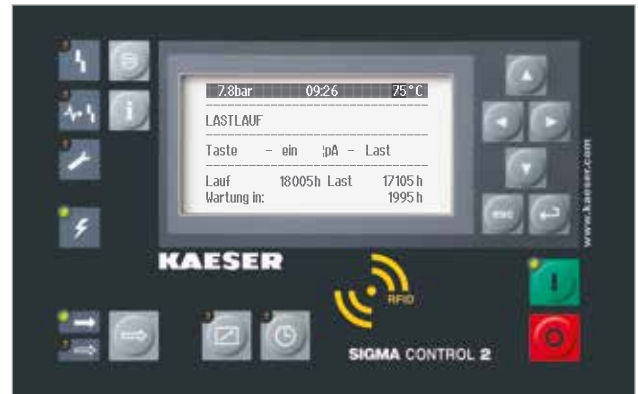 7.8bar 09:26 75°C
LASTLAUF
Taste - ein ¦pA - Last
Lauf 18005h Last 17105h
Wartung in: 1995h
esc
www.kaeser.com
KAESER
RFID
I
O
SIGMA CONTROL 2